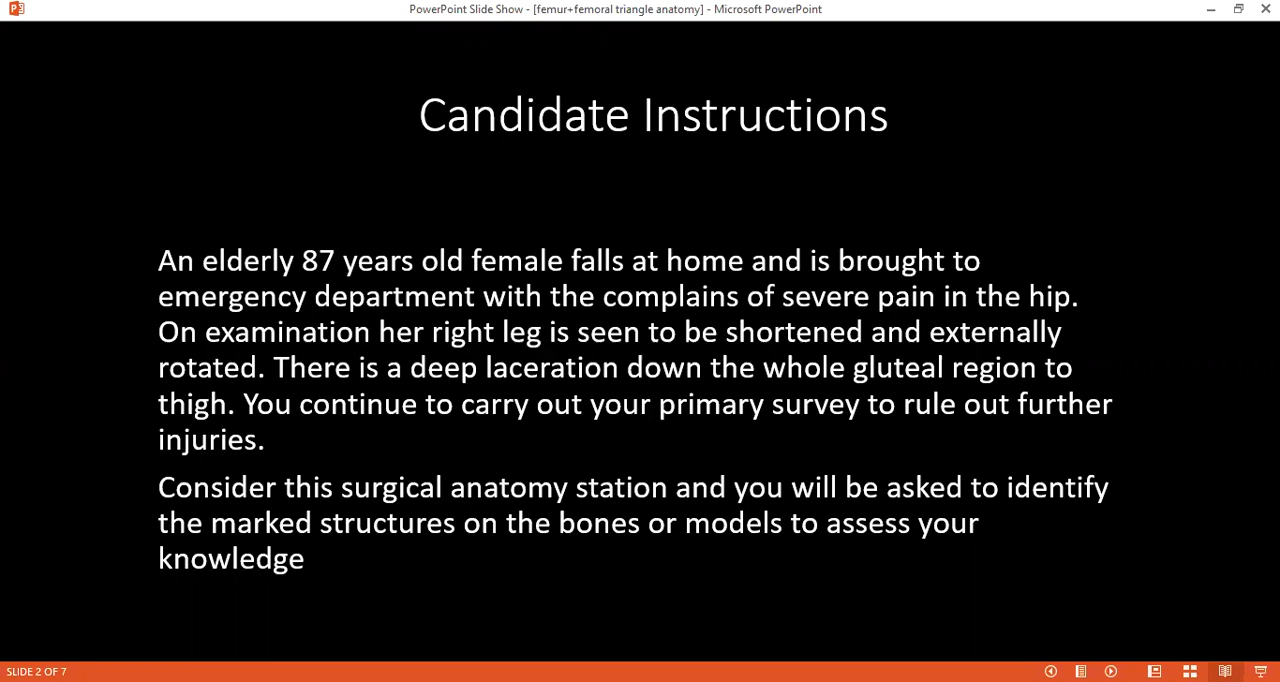 PowerPoint Slide Show - [femur+femoral triangle anatomy] - Microsoft PowerPoint
Candidate Instructions
An elderly 87 years old female falls at home and is brought to
emergency department with the complains of severe pain in the hip.
On examination her right leg is seen to be shortened and externally
rotated. There is a deep laceration down the whole gluteal region to
thigh. You continue to carry out your primary survey to rule out further
injuries.
Consider this surgical anatomy station and you will be asked to identify
the marked structures on the bones or models to assess your
knowledge
SLIDE 2 OF 7